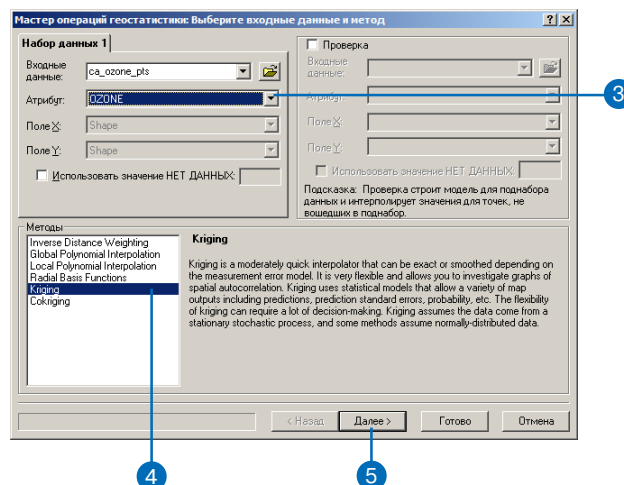 Мастер операций геостатистики: Выберите входные данные и метод
Набор данных 1
Входные данные:
ca_ozone_pts
Атрибут:
OZONE
Поле X:
Shape
Поле Y:
Shape
Использовать значение НЕТ ДАННЫХ:
Проверка
Входные данные:
Атрибут:
Поле X:
Поле Y:
Использовать значение НЕТ ДАННЫХ:
Подсказка: Проверка строит модель для поднабора
данных и интерполирует значения для точек, не
вошедших в поднабор.
3
Методы
Inverse Distance Weighting
Global Polynomial Interpolation
Local Polynomial Interpolation
Radial Basis Functions
Kriging
Cokriging
Kriging
Kriging is a moderately quick interpolator that can be exact or smoothed depending on
the measurement error model. It is very flexible and allows you to investigate graphs of
spatial autocorrelation. Kriging uses statistical models that allow a variety of map
outputs including predictions, prediction standard errors, probability, etc. The flexibility
of kriging can require a lot of decision-making. Kriging assumes the data come from a
stationary stochastic process, and some methods assume normally-distributed data.
< Назад
Далее >
Готово
Отмена
4
5